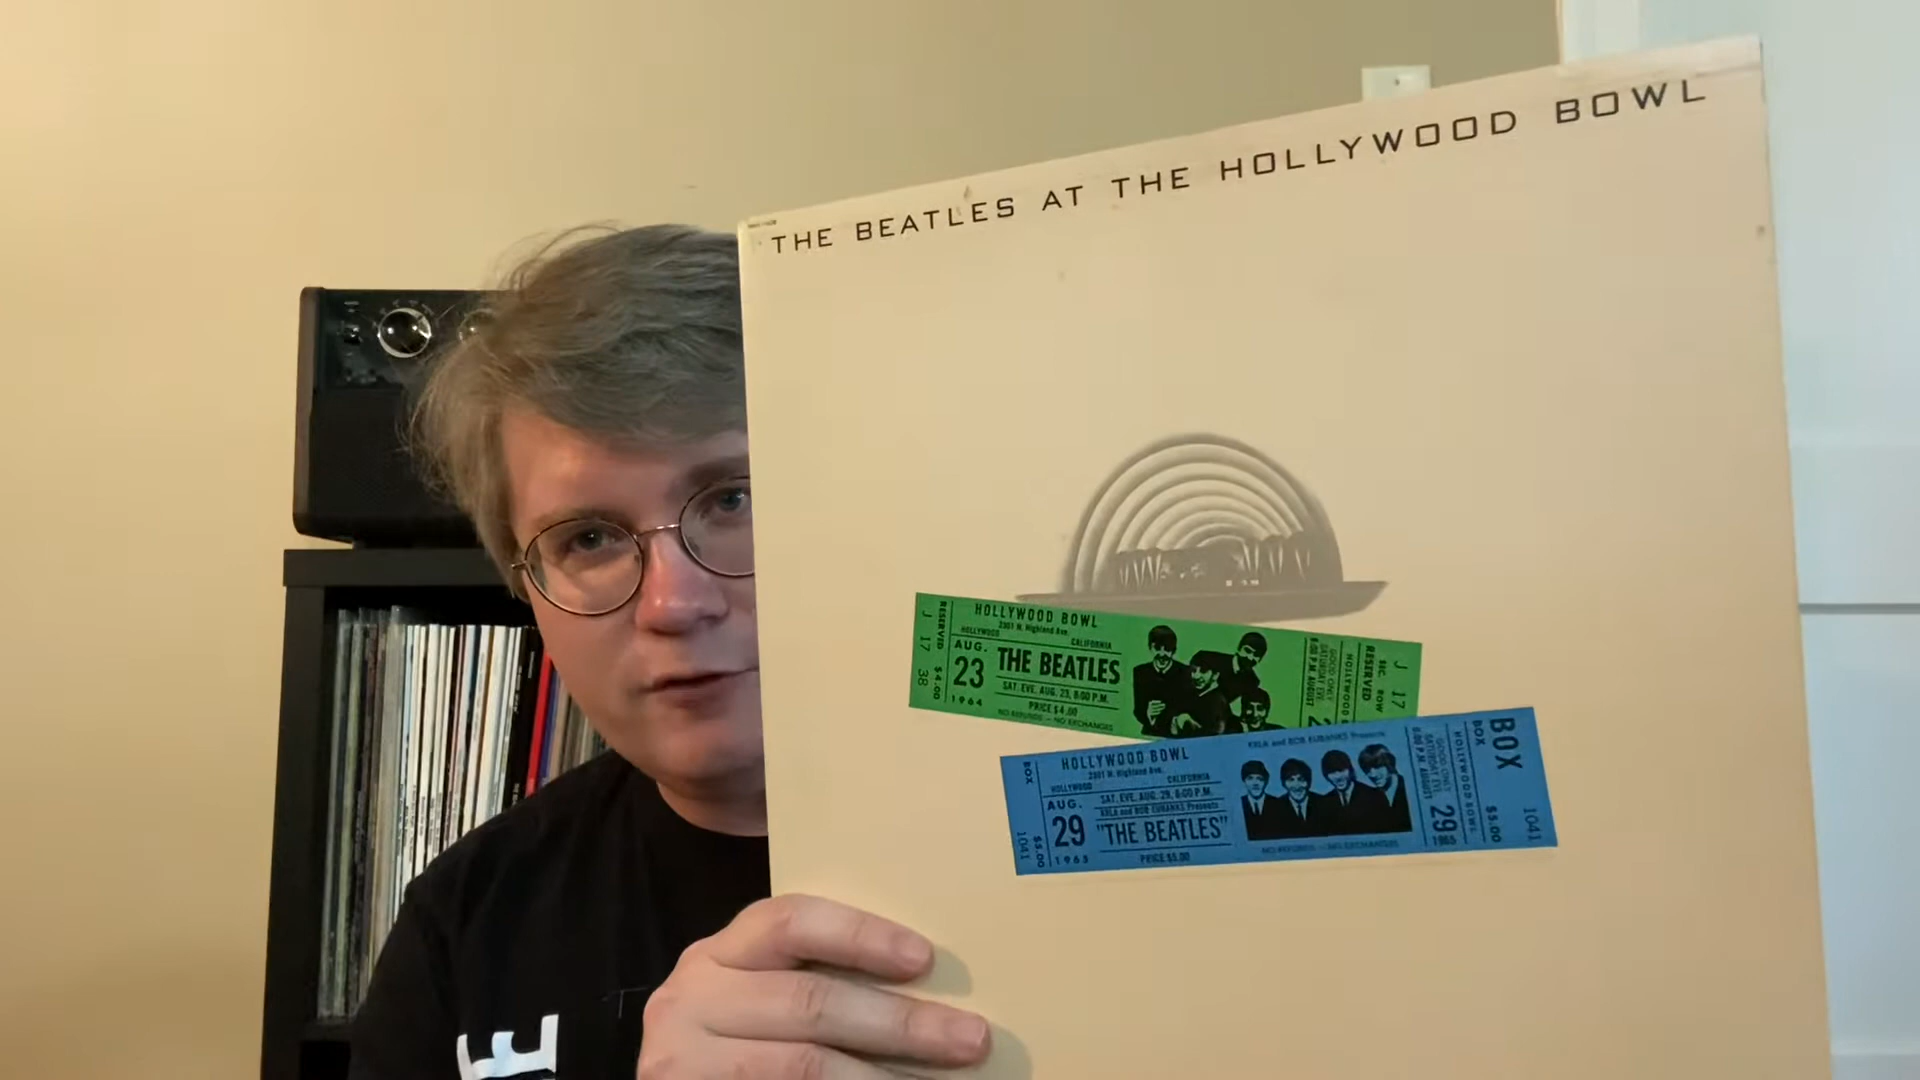 THE BEATLES AT THE HOLLYWOOD BOWL
RESERVED
$4.00
J 17 38
HOLLYWOOD BOWL
2301 N. Highland Ave.
HOLLYWOOD CALIFORNIA
AUG.
23
1964
THE BEATLES
SAT. EVE. AUG. 23, 8:00 P.M.
PRICE $4.00
NO REFUNDS — NO EXCHANGES
RESERVED
J 17
BOX
$5.00
1041
HOLLYWOOD BOWL
2301 N. Highland Ave.
HOLLYWOOD CALIFORNIA
AUG.
29
1965
SAT. EVE. AUG. 29, 8:00 P.M.
KRLA and BOB EUBANKS Presents
"THE BEATLES"
PRICE $5.00
KRLA and BOB EUBANKS Presents
NO REFUNDS — NO EXCHANGES
29
1965
HOLLYWOOD BOWL
BOX
$5.00
BOX
1041
E